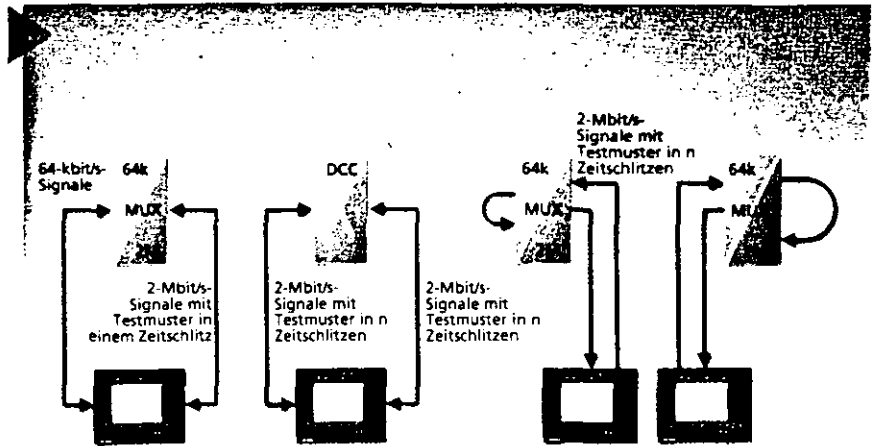 2-Mbit/s-
Signale mit
Testmuster in n
Zeitschlitzen
64-kbit/s-
Signale
64k
MUX
DCC
64k
MUX
64k
2-Mbit/s-
Signale mit
Testmuster in
einem Zeitschlitz
2-Mbit/s-
Signale mit
Testmuster in n
Zeitschlitzen
2-Mbit/s-
Signale mit
Testmuster in n
Zeitschlitzen